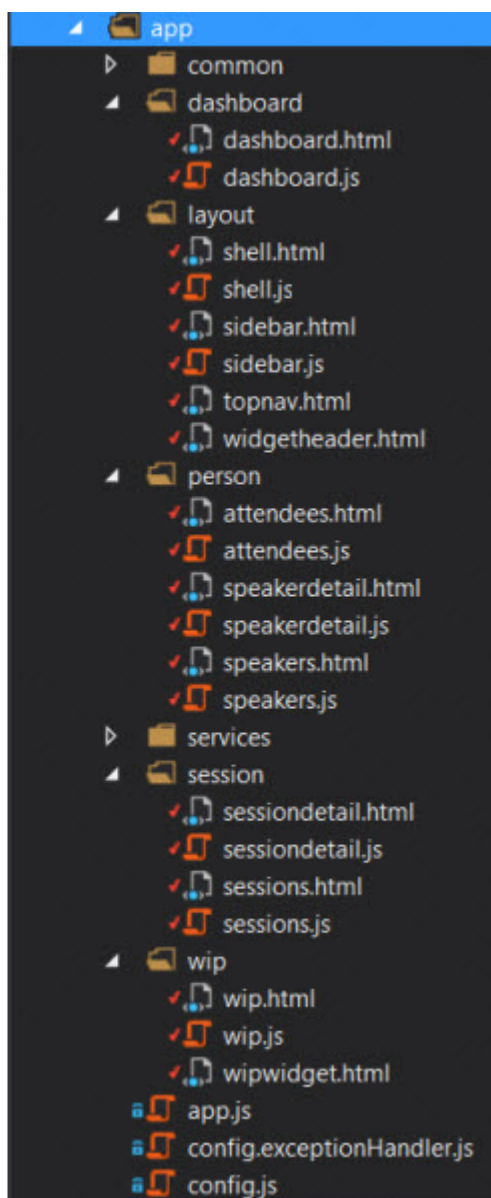 app
common
dashboard
dashboard.html
dashboard.js
layout
shell.html
shell.js
sidebar.html
sidebar.js
topnav.html
widgetheader.html
person
attendees.html
attendees.js
speakerdetail.html
speakerdetail.js
speakers.html
speakers.js
services
session
sessiondetail.html
sessiondetail.js
sessions.html
sessions.js
wip
wip.html
wip.js
wipwidget.html
app.js
config.exceptionHandler.js
config.js